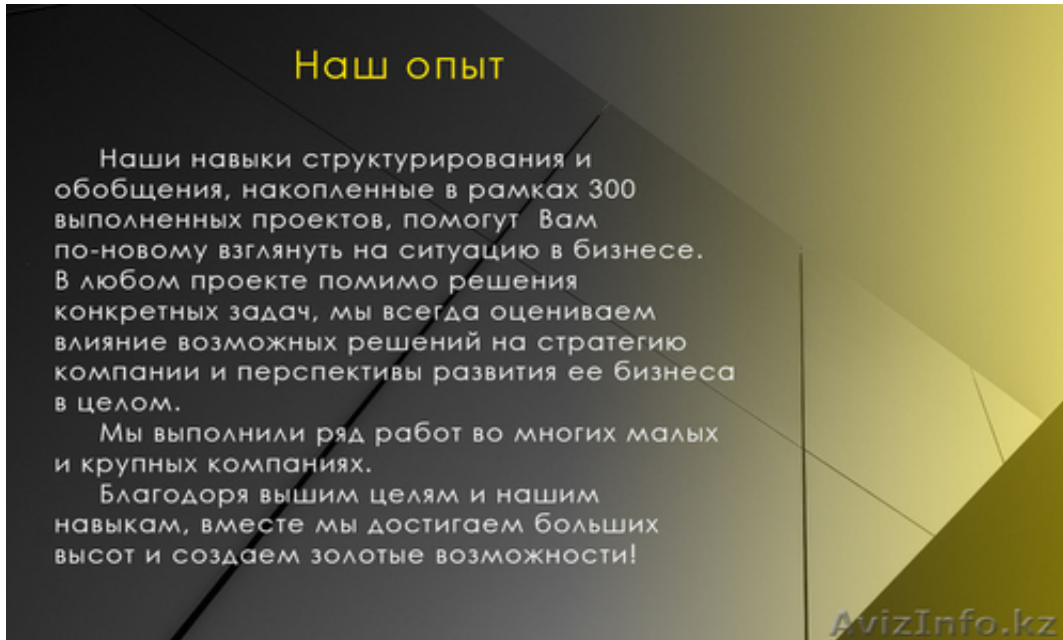 Наш опыт
Наши навыки структурирования и
обобщения, накопленные в рамках 300
выполненных проектов, помогут Вам
по-новому взглянуть на ситуацию в бизнесе.
В любом проекте помимо решения
конкретных задач, мы всегда оцениваем
влияние возможных решений на стратегию
компании и перспективы развития ее бизнеса
в целом.
Мы выполнили ряд работ во многих малых
и крупных компаниях.
Благодоря вышим целям и нашим
навыкам, вместе мы достигаем больших
высот и создаем золотые возможности!
AvizInfo.kz